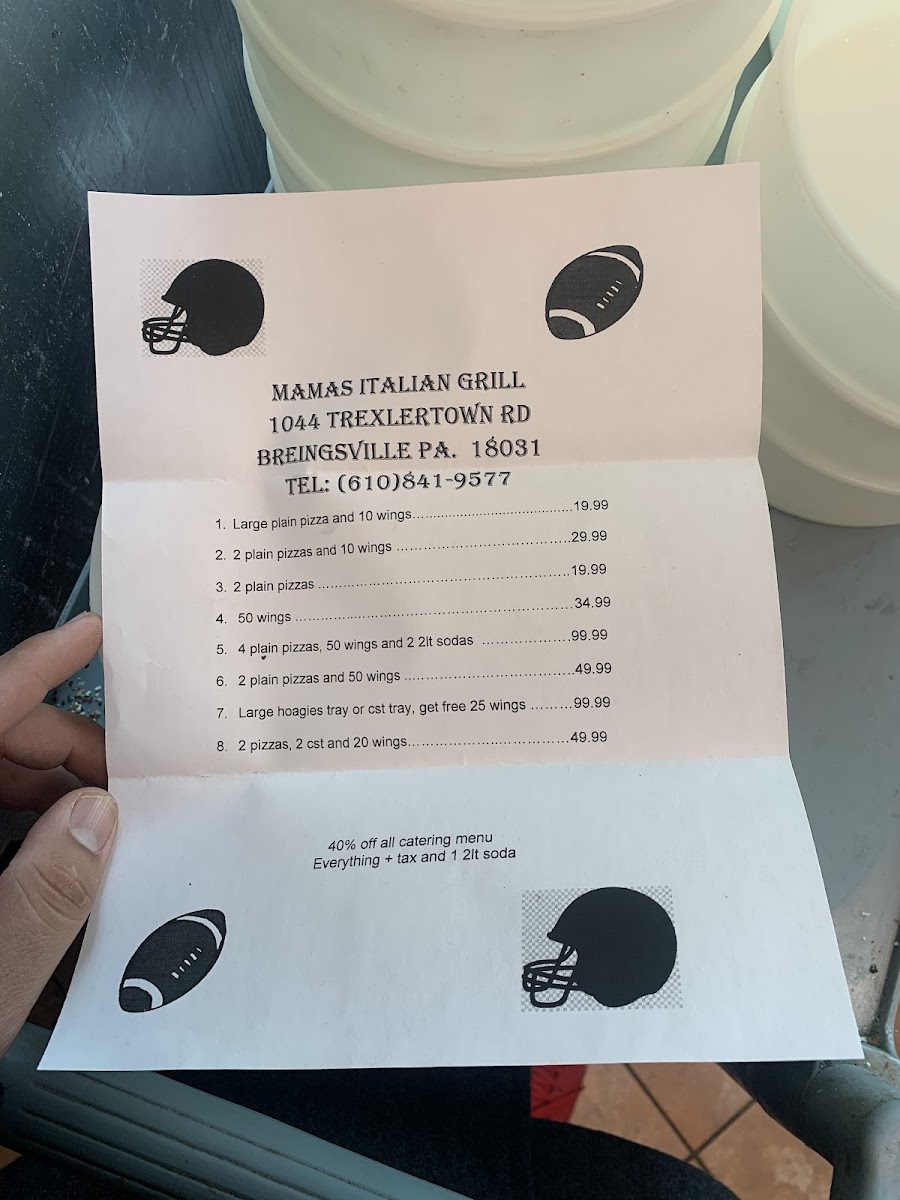 MAMAS ITALIAN GRILL
1044 TREXLERTOWN RD
BREINGSVILLE PA. 18031
TEL: (610)841-9577
1. Large plain pizza and 10 wings..........................................19.99
2. 2 plain pizzas and 10 wings ..........................................29.99
3. 2 plain pizzas ............................................................19.99
4. 50 wings ..................................................................34.99
5. 4 plain pizzas, 50 wings and 2 2lt sodas .....................99.99
6. 2 plain pizzas and 50 wings .........................................49.99
7. Large hoagies tray or cst tray, get free 25 wings .........99.99
8. 2 pizzas, 2 cst and 20 wings.......................................49.99
40% off all catering menu
Everything + tax and 1 2lt soda